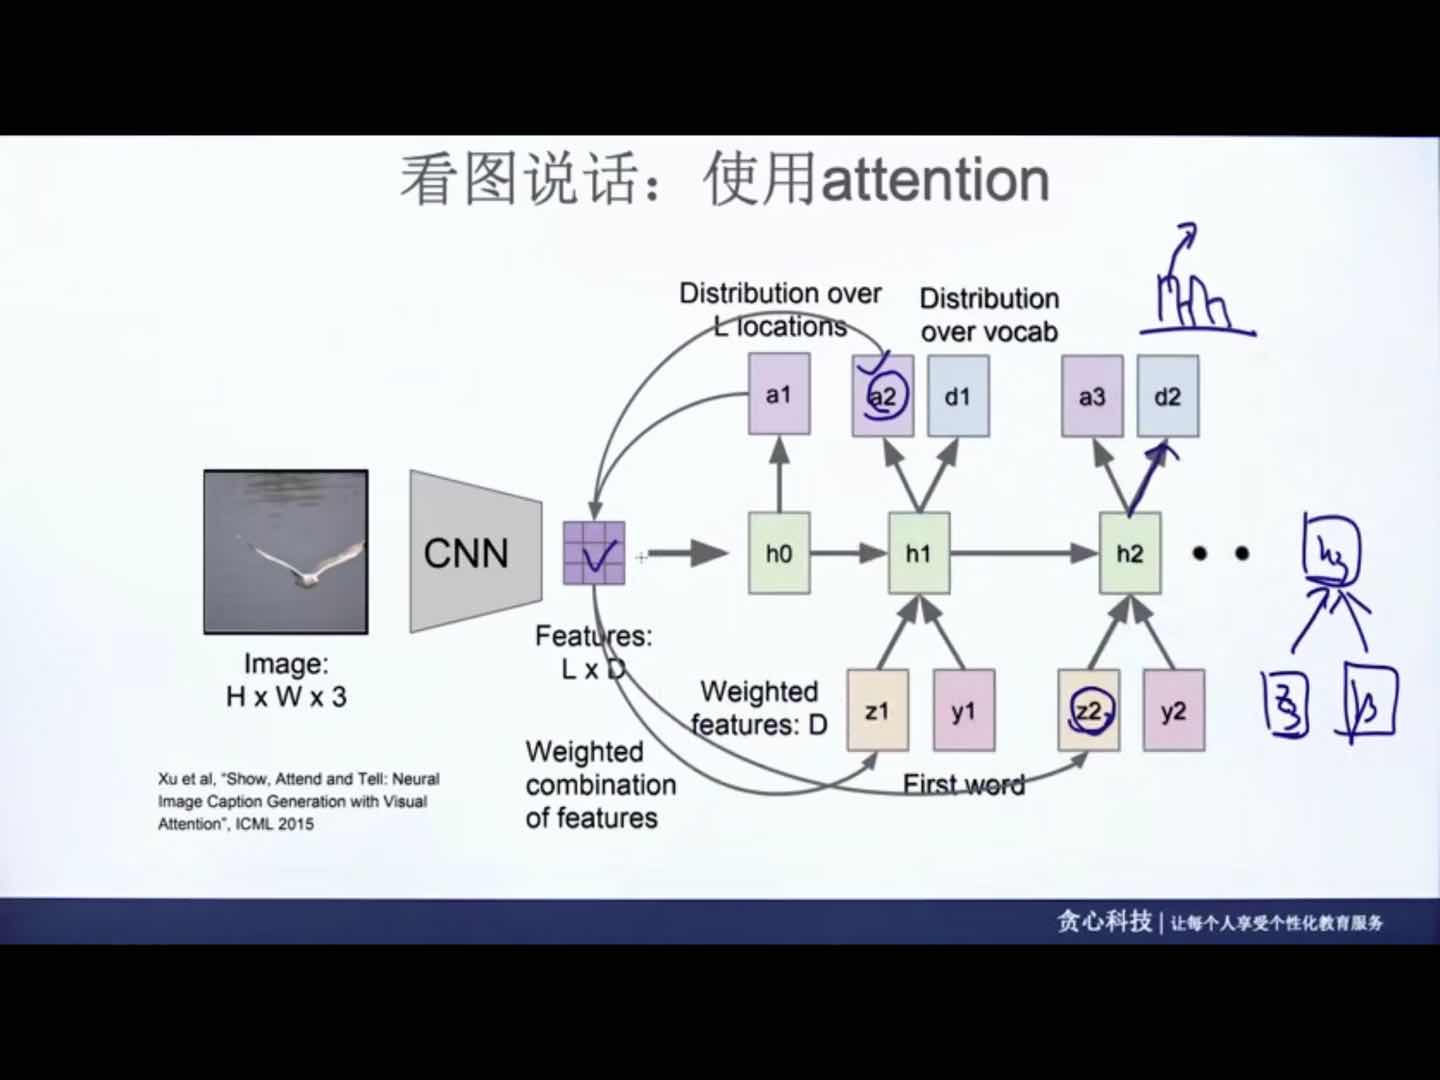 看图说话：使用attention
Distribution over
L locations
Distribution
over vocab
a1
a2
d1
a3
d2
CNN
h0
h1
h2
h3
Image:
H x W x 3
Features:
L x D
Weighted
features: D
z1
y1
z2
y2
z3
y3
Weighted
combination
of features
First word
Xu et al, “Show, Attend and Tell: Neural
Image Caption Generation with Visual
Attention”, ICML 2015
贪心科技 | 让每个人享受个性化教育服务